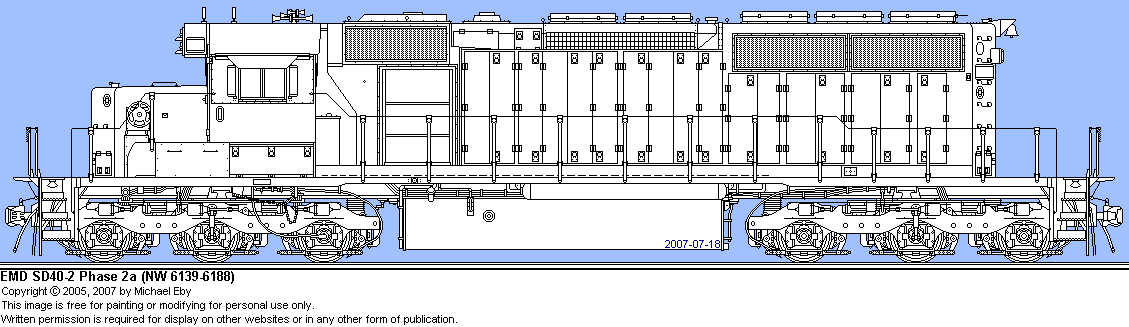 2007-07-18
EMD SD40-2 Phase 2a (NW 6139-6188)
Copyright © 2005, 2007 by Michael Eby
This image is free for painting or modifying for personal use only.
Written permission is required for display on other websites or in any other form of publication.